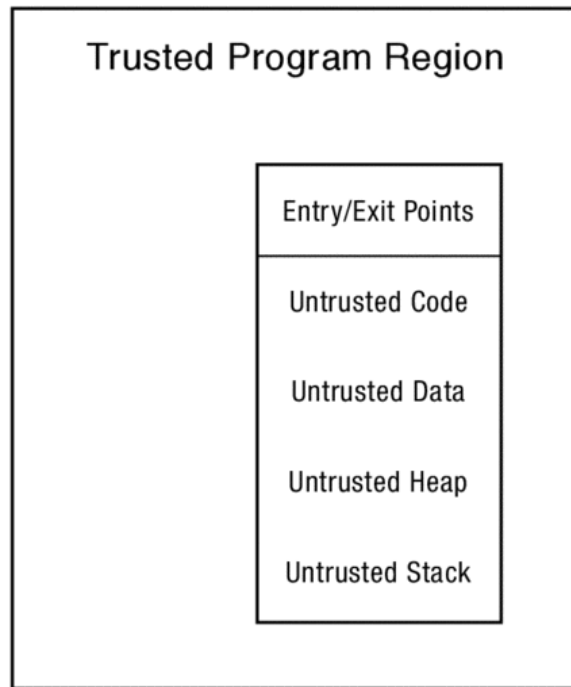 Trusted Program Region
Entry/Exit Points
Untrusted Code
Untrusted Data
Untrusted Heap
Untrusted Stack